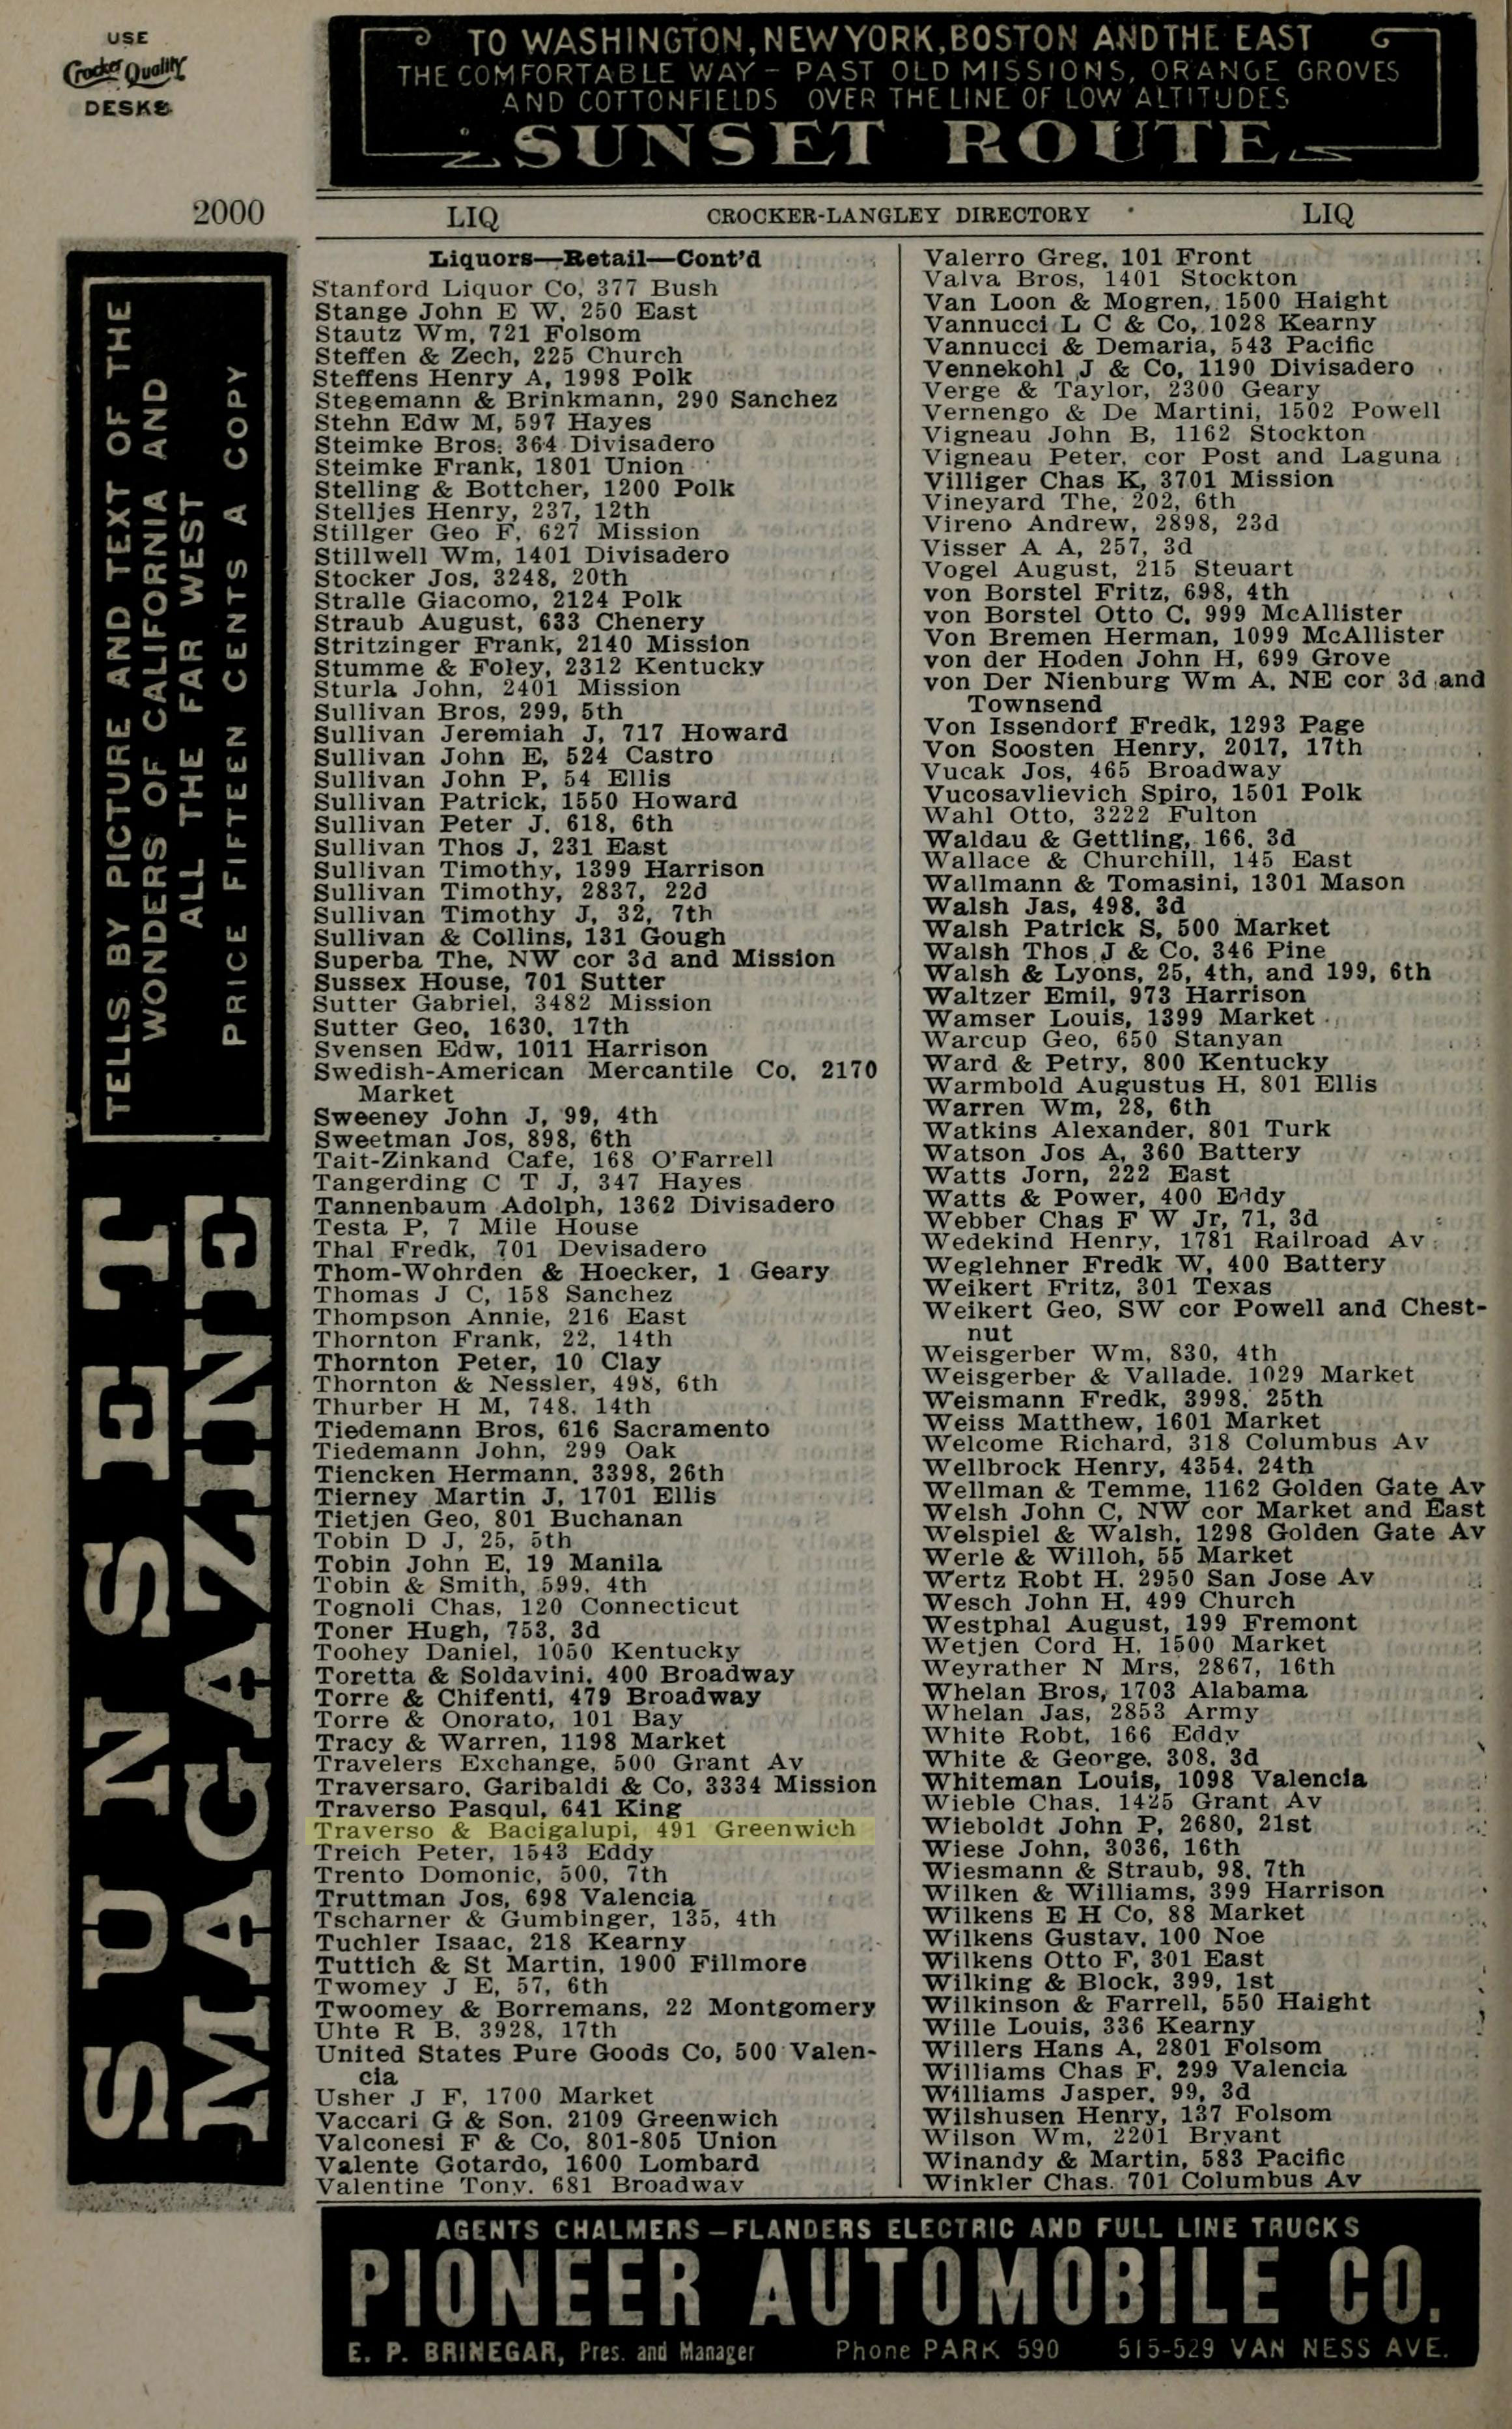 USE
Crocker Quality
DESKS
TO WASHINGTON, NEW YORK, BOSTON AND THE EAST
THE COMFORTABLE WAY – PAST OLD MISSIONS, ORANGE GROVES
AND COTTONFIELDS OVER THE LINE OF LOW ALTITUDES
SUNSET ROUTE
2000
LIQ CROCKER-LANGLEY DIRECTORY LIQ
TELLS BY PICTURE AND TEXT OF THE
WONDERS OF CALIFORNIA AND
ALL THE FAR WEST
PRICE FIFTEEN CENTS A COPY
SUNSET
MAGAZINE
Liquors—Retail—Cont'd
Stanford Liquor Co, 377 Bush
Stange John E W, 250 East
Stautz Wm, 721 Folsom
Steffen & Zech, 225 Church
Steffens Henry A, 1998 Polk
Stegemann & Brinkmann, 290 Sanchez
Stehn Edw M, 597 Hayes
Steimke Bros. 364 Divisadero
Steimke Frank, 1801 Union
Stelling & Bottcher, 1200 Polk
Stelljes Henry, 237, 12th
Stillger Geo F, 627 Mission
Stillwell Wm, 1401 Divisadero
Stocker Jos, 3248, 20th
Stralle Giacomo, 2124 Polk
Straub August, 633 Chenery
Stritzinger Frank, 2140 Mission
Stumme & Foley, 2312 Kentucky
Sturla John, 2401 Mission
Sullivan Bros, 299, 5th
Sullivan Jeremiah J, 717 Howard
Sullivan John E, 524 Castro
Sullivan John P, 54 Ellis
Sullivan Patrick, 1550 Howard
Sullivan Peter J. 618, 6th
Sullivan Thos J, 231 East
Sullivan Timothy, 1399 Harrison
Sullivan Timothy, 2837, 22d
Sullivan Timothy J, 32, 7th
Sullivan & Collins, 131 Gough
Superba The, NW cor 3d and Mission
Sussex House, 701 Sutter
Sutter Gabriel, 3482 Mission
Sutter Geo, 1630, 17th
Svensen Edw, 1011 Harrison
Swedish-American Mercantile Co, 2170
Market
Sweeney John J, 99, 4th
Sweetman Jos, 898, 6th
Tait-Zinkand Cafe, 168 O'Farrell
Tangerding C T J, 347 Hayes
Tannenbaum Adolph, 1362 Divisadero
Testa P, 7 Mile House
Thal Fredk, 701 Devisadero
Thom-Wohrden & Hoecker, 1 Geary
Thomas J C, 158 Sanchez
Thompson Annie, 216 East
Thornton Frank, 22, 14th
Thornton Peter, 10 Clay
Thornton & Nessler, 498, 6th
Thurber H M, 748, 14th
Tiedemann Bros, 616 Sacramento
Tiedemann John, 299 Oak
Tiencken Hermann, 3398, 26th
Tierney Martin J, 1701 Ellis
Tietjen Geo, 801 Buchanan
Tobin D J, 25, 5th
Tobin John E, 19 Manila
Tobin & Smith, 599, 4th
Tognoli Chas, 120 Connecticut
Toner Hugh, 753, 3d
Toohey Daniel, 1050 Kentucky
Toretta & Soldavini, 400 Broadway
Torre & Chifenti, 479 Broadway
Torre & Onorato, 101 Bay
Tracy & Warren, 1198 Market
Travelers Exchange, 500 Grant Av
Traversaro, Garibaldi & Co, 3334 Mission
Traverso Pasqul, 641 King
Traverso & Bacigalupi, 491 Greenwich
Treich Peter, 1543 Eddy
Trento Domonic, 500, 7th
Truttman Jos, 698 Valencia
Tscharner & Gumbinger, 135, 4th
Tuchler Isaac, 218 Kearny
Tuttich & St Martin, 1900 Fillmore
Twomey J E, 57, 6th
Twoomey & Borremans, 22 Montgomery
Uhte R B, 3928, 17th
United States Pure Goods Co, 500 Valen-
cia
Usher J F, 1700 Market
Vaccari G & Son, 2109 Greenwich
Valconesi F & Co, 801-805 Union
Valente Gotardo, 1600 Lombard
Valentine Tony, 681 Broadway
Valerro Greg, 101 Front
Valva Bros, 1401 Stockton
Van Loon & Mogren, 1500 Haight
Vannucci L C & Co, 1028 Kearny
Vannucci & Demaria, 543 Pacific
Vennekohl J & Co, 1190 Divisadero
Verge & Taylor, 2300 Geary
Vernengo & De Martini, 1502 Powell
Vigneau John B, 1162 Stockton
Vigneau Peter, cor Post and Laguna
Villiger Chas K, 3701 Mission
Vineyard The, 202, 6th
Vireno Andrew, 2898, 23d
Visser A A, 257, 3d
Vogel August, 215 Steuart
von Borstel Fritz, 698, 4th
von Borstel Otto C, 999 McAllister
Von Bremen Herman, 1099 McAllister
von der Hoden John H, 699 Grove
von Der Nienburg Wm A, NE cor 3d and
Townsend
Von Issendorf Fredk, 1293 Page
Von Soosten Henry, 2017, 17th
Vucak Jos, 465 Broadway
Vucosavlievich Spiro, 1501 Polk
Wahl Otto, 3222 Fulton
Waldau & Gettling, 166, 3d
Wallace & Churchill, 145 East
Wallmann & Tomasini, 1301 Mason
Walsh Jas, 498, 3d
Walsh Patrick S, 500 Market
Walsh Thos J & Co, 346 Pine
Walsh & Lyons, 25, 4th, and 199, 6th
Waltzer Emil, 973 Harrison
Wamser Louis, 1399 Market
Warcup Geo, 650 Stanyan
Ward & Petry, 800 Kentucky
Warmbold Augustus H, 801 Ellis
Warren Wm, 28, 6th
Watkins Alexander, 801 Turk
Watson Jos A, 360 Battery
Watts Jorn, 222 East
Watts & Power, 400 Eddy
Webber Chas F W Jr, 71, 3d
Wedekind Henry, 1781 Railroad Av
Weglehner Fredk W, 400 Battery
Weikert Fritz, 301 Texas
Weikert Geo, SW cor Powell and Chest-
nut
Weisgerber Wm, 830, 4th
Weisgerber & Vallade. 1029 Market
Weismann Fredk, 3998, 25th
Weiss Matthew, 1601 Market
Welcome Richard, 318 Columbus Av
Wellbrock Henry, 4354, 24th
Wellman & Temme, 1162 Golden Gate Av
Welsh John C, NW cor Market and East
Welspiel & Walsh, 1298 Golden Gate Av
Werle & Willoh, 55 Market
Wertz Robt H, 2950 San Jose Av
Wesch John H, 499 Church
Westphal August, 199 Fremont
Wetjen Cord H, 1500 Market
Weyrather N Mrs, 2867, 16th
Whelan Bros, 1703 Alabama
Whelan Jas, 2853 Army
White Robt, 166 Eddy
White & George, 308, 3d
Whiteman Louis, 1098 Valencia
Wieble Chas, 1425 Grant Av
Wieboldt John P, 2680, 21st
Wiese John, 3036, 16th
Wiesmann & Straub, 98, 7th
Wilken & Williams, 399 Harrison
Wilkens E H Co, 88 Market
Wilkens Gustav, 100 Noe
Wilkens Otto F, 301 East
Wilking & Block, 399, 1st
Wilkinson & Farrell, 550 Haight
Wille Louis, 336 Kearny
Willers Hans A, 2801 Folsom
Williams Chas F, 299 Valencia
Williams Jasper, 99, 3d
Wilshusen Henry, 137 Folsom
Wilson Wm, 2201 Bryant
Winandy & Martin, 583 Pacific
Winkler Chas. 701 Columbus Av
AGENTS CHALMERS – FLANDERS ELECTRIC AND FULL LINE TRUCKS
PIONEER AUTOMOBILE CO.
E. P. BRINEGAR, Pres. and Manager Phone PARK 590 515-529 VAN NESS AVE.